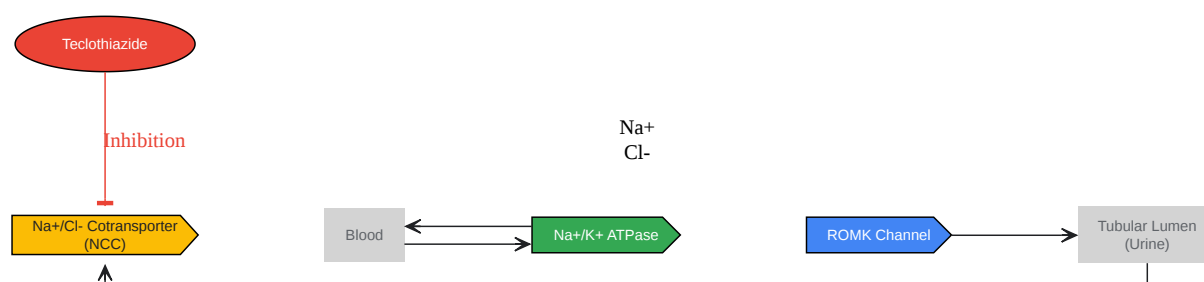 Teclothiazide
Inhibition
Na+
Cl-
Na+/Cl- Cotransporter
(NCC)
Blood
Na+/K+ ATPase
ROMK Channel
Tubular Lumen
(Urine)